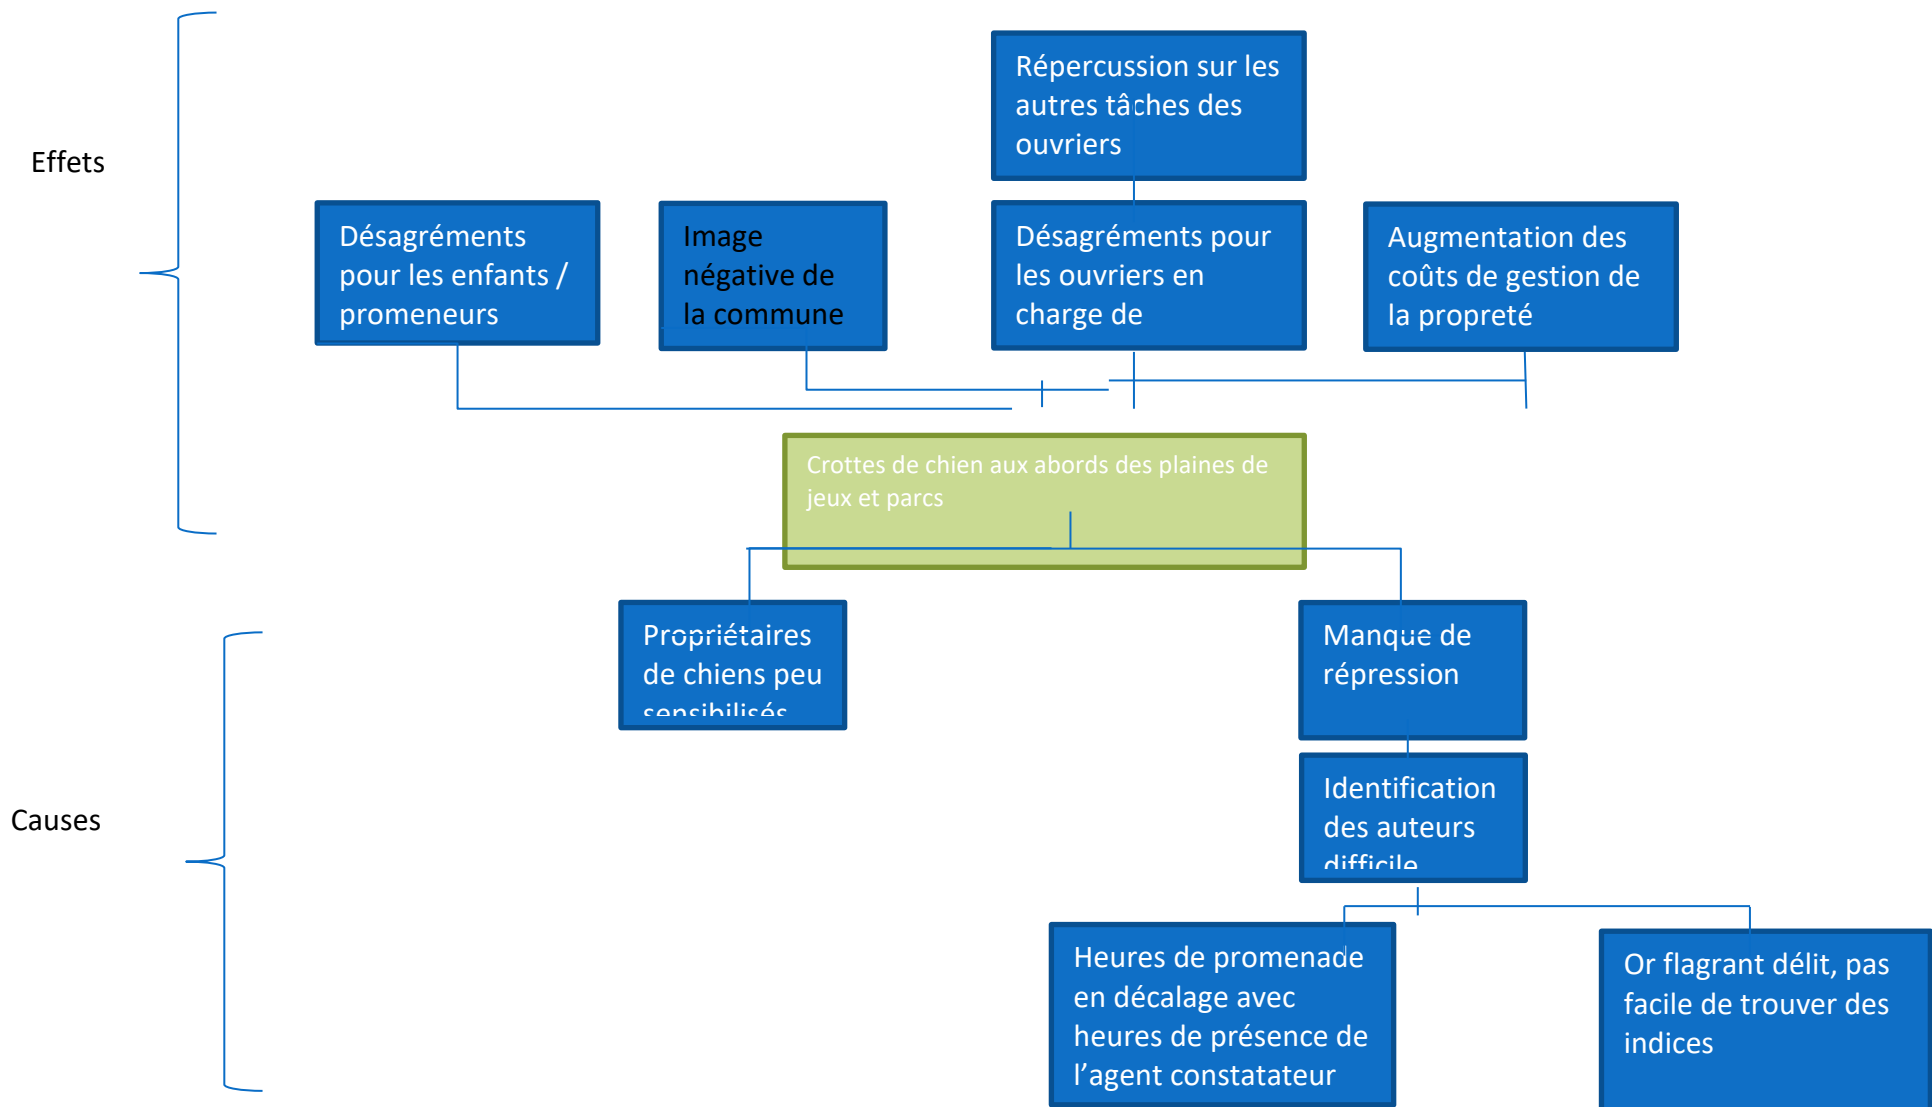 Répercussion sur les
autres tâches des
ouvriers
Effets
Désagréments
pour les enfants /
promeneurs
Image
négative de
la commune
Désagréments pour
les ouvriers en
charge de
Augmentation des
coûts de gestion de
la propreté
Crottes de chien aux abords des plaines de
jeux et parcs
Propriétaires
de chiens peu
sensibilisés
Manque de
répression
Identification
des auteurs
difficile
Causes
Heures de promenade
en décalage avec
heures de présence de
l’agent constatateur
Or flagrant délit, pas
facile de trouver des
indices